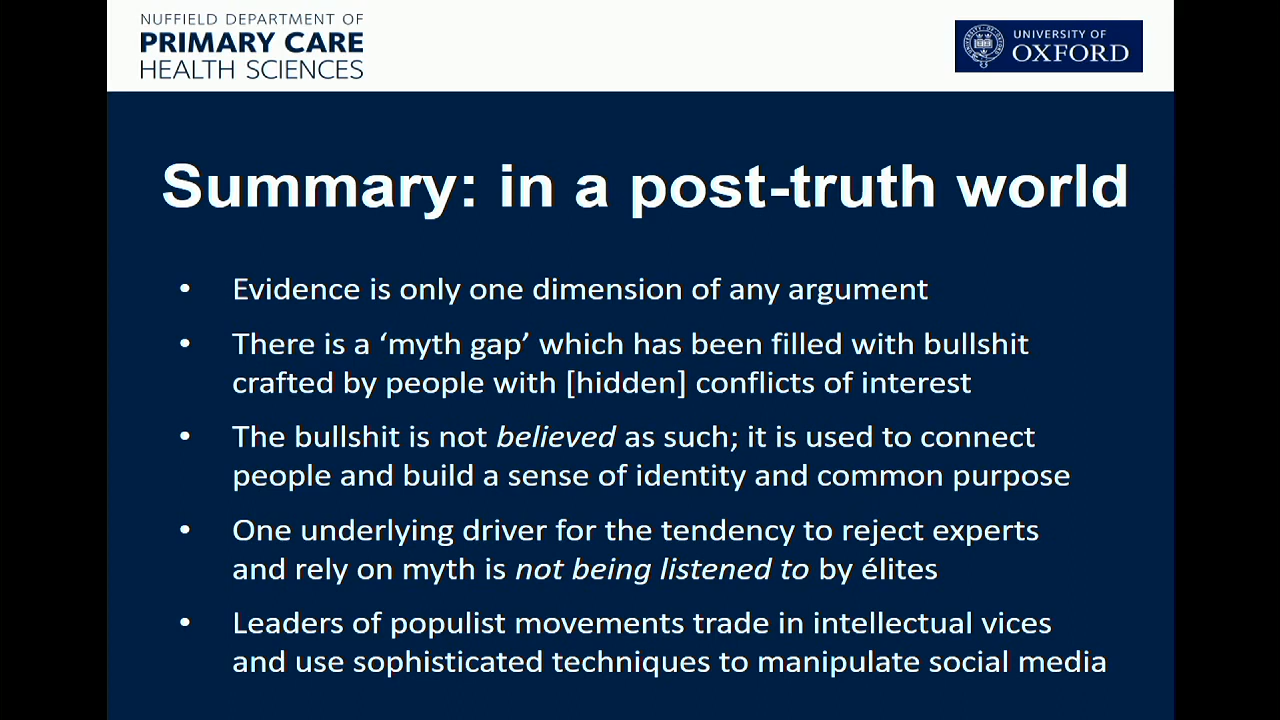 NUFFIELD DEPARTMENT OF
PRIMARY CARE
HEALTH SCIENCES
UNIVERSITY OF
OXFORD
Summary: in a post-truth world
• Evidence is only one dimension of any argument
• There is a ‘myth gap’ which has been filled with bullshit
crafted by people with [hidden] conflicts of interest
• The bullshit is not believed as such; it is used to connect
people and build a sense of identity and common purpose
• One underlying driver for the tendency to reject experts
and rely on myth is not being listened to by élites
• Leaders of populist movements trade in intellectual vices
and use sophisticated techniques to manipulate social media